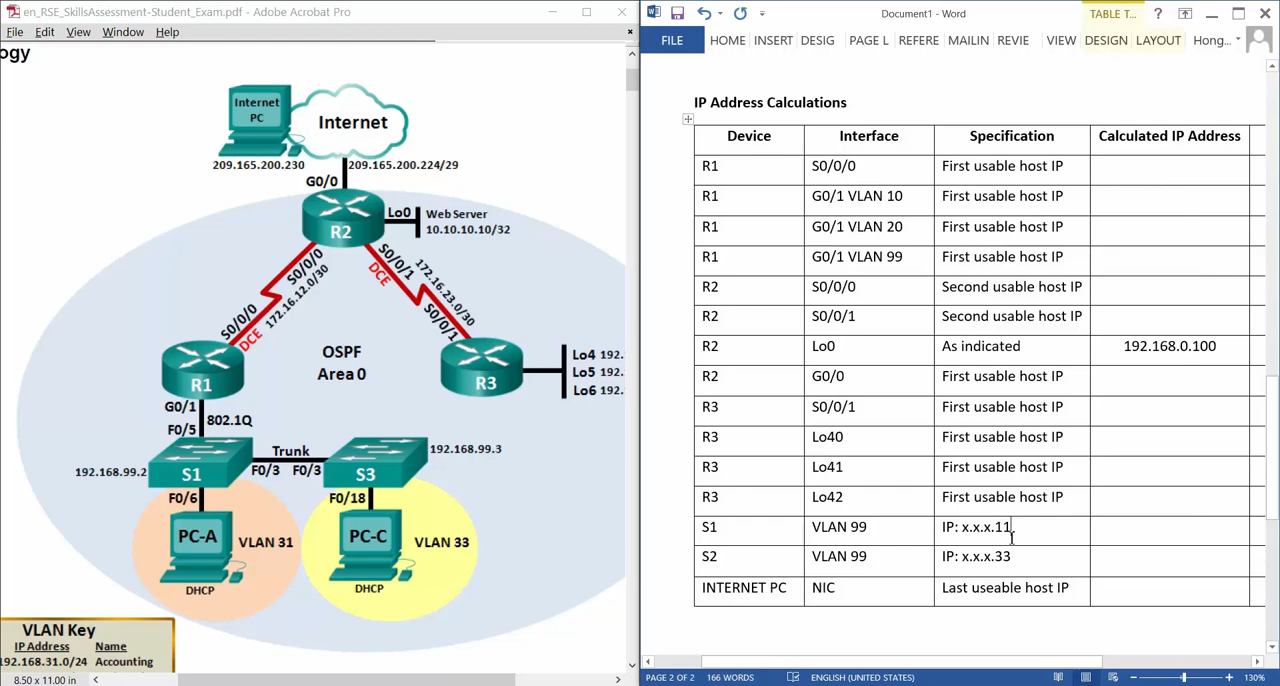 en_RSE_SkillsAssessment-Student_Exam.pdf - Adobe Acrobat Pro
File Edit View Window Help
ogy
Internet
PC
Internet
209.165.200.230
209.165.200.224/29
G0/0
Lo0
Web Server
10.10.10.10/32
R2
S0/0/0
S0/0/1
DCE
172.16.12.0/30
172.16.23.0/30
S0/0/0
DCE
S0/0/1
OSPF
Area 0
R1
R3
Lo4 192.
Lo5 192.
Lo6 192.
G0/1
F0/5
802.1Q
Trunk
F0/3 F0/3
192.168.99.3
192.168.99.2
S1
S3
F0/6
F0/18
PC-A
VLAN 31
PC-C
VLAN 33
DHCP
DHCP
VLAN Key
IP Address Name
192.168.31.0/24 Accounting
8.50 x 11.00 in
Document1 - Word
TABLE T...
FILE HOME INSERT DESIG PAGE L REFERE MAILIN REVIE VIEW DESIGN LAYOUT Hong...
IP Address Calculations
Device Interface Specification Calculated IP Address
R1 S0/0/0 First usable host IP
R1 G0/1 VLAN 10 First usable host IP
R1 G0/1 VLAN 20 First usable host IP
R1 G0/1 VLAN 99 First usable host IP
R2 S0/0/0 Second usable host IP
R2 S0/0/1 Second usable host IP
R2 Lo0 As indicated 192.168.0.100
R2 G0/0 First usable host IP
R3 S0/0/1 First usable host IP
R3 Lo40 First usable host IP
R3 Lo41 First usable host IP
R3 Lo42 First usable host IP
S1 VLAN 99 IP: x.x.x.11
S2 VLAN 99 IP: x.x.x.33
INTERNET PC NIC Last useable host IP
PAGE 2 OF 2 166 WORDS ENGLISH (UNITED STATES) 130%